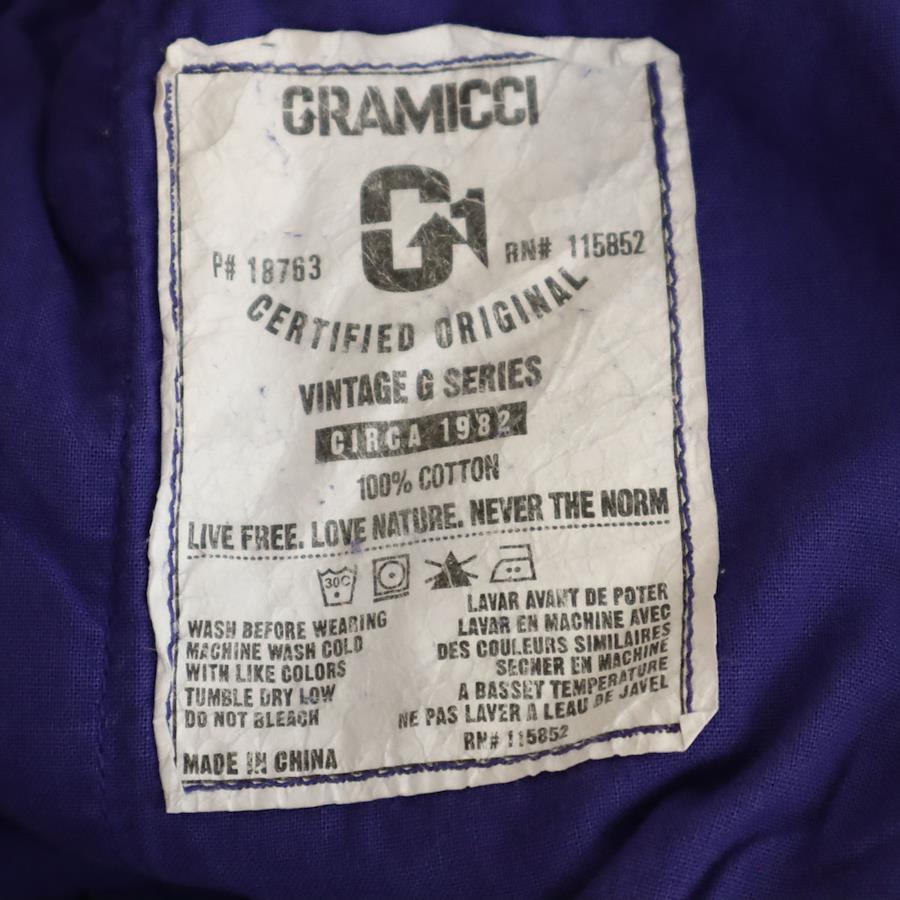 GRAMICCI
G1
P# 18763
RN# 115852
CERTIFIED ORIGINAL
VINTAGE G SERIES
CIRCA 1982
100% COTTON
LIVE FREE. LOVE NATURE. NEVER THE NORM
30C
WASH BEFORE WEARING
MACHINE WASH COLD
WITH LIKE COLORS
TUMBLE DRY LOW
DO NOT BLEACH
MADE IN CHINA
LAVAR AVANT DE POTER
LAVAR EN MACHINE AVEC
DES COULEURS SIMILAIRES
SECHER EN MACHINE
A BASSET TEMPERATURE
NE PAS LAVER A LEAU DE JAVEL
RN# 115852